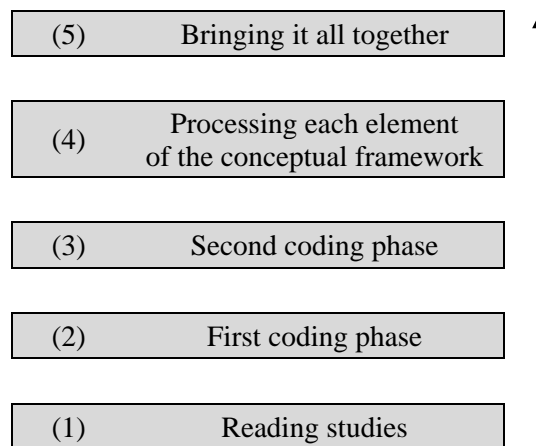 (5) Bringing it all together
(4) Processing each element
of the conceptual framework
(3) Second coding phase
(2) First coding phase
(1) Reading studies